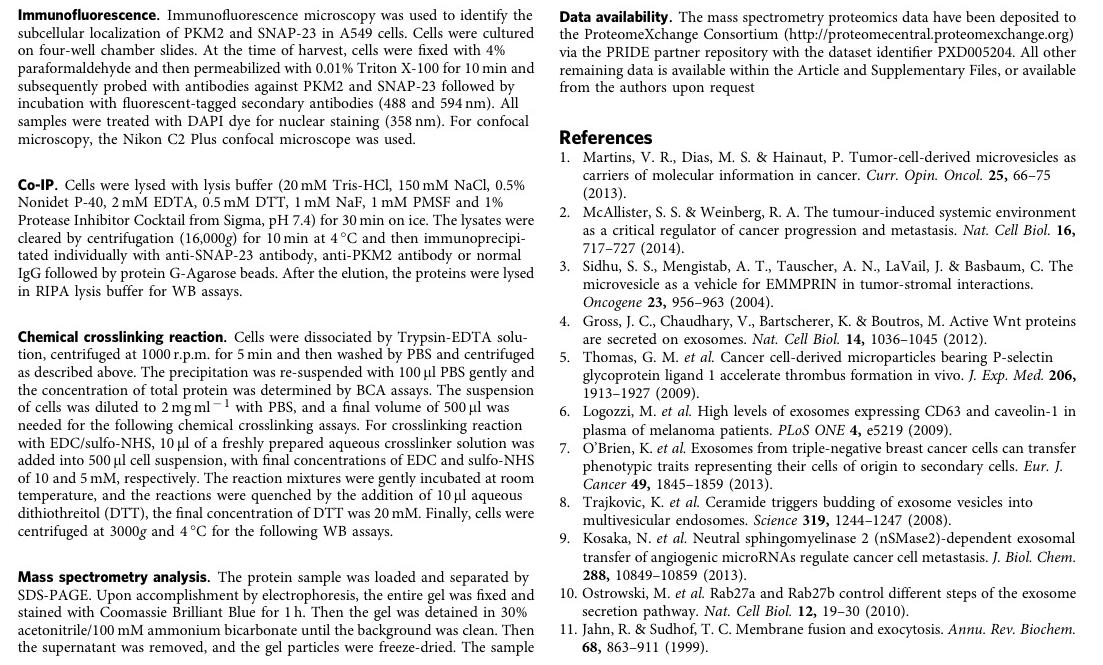 Immunofluorescence. Immunofluorescence microscopy was used to identify the
subcellular localization of PKM2 and SNAP-23 in A549 cells. Cells were cultured
on four-well chamber slides. At the time of harvest, cells were fixed with 4%
paraformaldehyde and then permeabilized with 0.01% Triton X-100 for 10 min and
subsequently probed with antibodies against PKM2 and SNAP-23 followed by
incubation with fluorescent-tagged secondary antibodies (488 and 594 nm). All
samples were treated with DAPI dye for nuclear staining (358 nm). For confocal
microscopy, the Nikon C2 Plus confocal microscope was used.
Co-IP. Cells were lysed with lysis buffer (20 mM Tris-HCl, 150 mM NaCl, 0.5%
Nonidet P-40, 2 mM EDTA, 0.5 mM DTT, 1 mM NaF, 1 mM PMSF and 1%
Protease Inhibitor Cocktail from Sigma, pH 7.4) for 30 min on ice. The lysates were
cleared by centrifugation (16,000g) for 10 min at 4 °C and then immunoprecipi-
tated individually with anti-SNAP-23 antibody, anti-PKM2 antibody or normal
IgG followed by protein G-Agarose beads. After the elution, the proteins were lysed
in RIPA lysis buffer for WB assays.
Chemical crosslinking reaction. Cells were dissociated by Trypsin-EDTA solu-
tion, centrifuged at 1000 r.p.m. for 5 min and then washed by PBS and centrifuged
as described above. The precipitation was re-suspended with 100 µl PBS gently and
the concentration of total protein was determined by BCA assays. The suspension
of cells was diluted to 2 mg ml−1 with PBS, and a final volume of 500 µl was
needed for the following chemical crosslinking assays. For crosslinking reaction
with EDC/sulfo-NHS, 10 µl of a freshly prepared aqueous crosslinker solution was
added into 500 µl cell suspension, with final concentrations of EDC and sulfo-NHS
of 10 and 5 mM, respectively. The reaction mixtures were gently incubated at room
temperature, and the reactions were quenched by the addition of 10 µl aqueous
dithiothreitol (DTT), the final concentration of DTT was 20 mM. Finally, cells were
centrifuged at 3000g and 4 °C for the following WB assays.
Mass spectrometry analysis. The protein sample was loaded and separated by
SDS-PAGE. Upon accomplishment by electrophoresis, the entire gel was fixed and
stained with Coomassie Brilliant Blue for 1 h. Then the gel was detained in 30%
acetonitrile/100 mM ammonium bicarbonate until the background was clean. Then
the supernatant was removed, and the gel particles were freeze-dried. The sample
Data availability. The mass spectrometry proteomics data have been deposited to
the ProteomeXchange Consortium (http://proteomecentral.proteomexchange.org)
via the PRIDE partner repository with the dataset identifier PXD005204. All other
remaining data is available within the Article and Supplementary Files, or available
from the authors upon request
References
1. Martins, V. R., Dias, M. S. & Hainaut, P. Tumor-cell-derived microvesicles as
carriers of molecular information in cancer. Curr. Opin. Oncol. 25, 66–75
(2013).
2. McAllister, S. S. & Weinberg, R. A. The tumour-induced systemic environment
as a critical regulator of cancer progression and metastasis. Nat. Cell Biol. 16,
717–727 (2014).
3. Sidhu, S. S., Mengistab, A. T., Tauscher, A. N., LaVail, J. & Basbaum, C. The
microvesicle as a vehicle for EMMPRIN in tumor-stromal interactions.
Oncogene 23, 956–963 (2004).
4. Gross, J. C., Chaudhary, V., Bartscherer, K. & Boutros, M. Active Wnt proteins
are secreted on exosomes. Nat. Cell Biol. 14, 1036–1045 (2012).
5. Thomas, G. M. et al. Cancer cell-derived microparticles bearing P-selectin
glycoprotein ligand 1 accelerate thrombus formation in vivo. J. Exp. Med. 206,
1913–1927 (2009).
6. Logozzi, M. et al. High levels of exosomes expressing CD63 and caveolin-1 in
plasma of melanoma patients. PLoS ONE 4, e5219 (2009).
7. O'Brien, K. et al. Exosomes from triple-negative breast cancer cells can transfer
phenotypic traits representing their cells of origin to secondary cells. Eur. J.
Cancer 49, 1845–1859 (2013).
8. Trajkovic, K. et al. Ceramide triggers budding of exosome vesicles into
multivesicular endosomes. Science 319, 1244–1247 (2008).
9. Kosaka, N. et al. Neutral sphingomyelinase 2 (nSMase2)-dependent exosomal
transfer of angiogenic microRNAs regulate cancer cell metastasis. J. Biol. Chem.
288, 10849–10859 (2013).
10. Ostrowski, M. et al. Rab27a and Rab27b control different steps of the exosome
secretion pathway. Nat. Cell Biol. 12, 19–30 (2010).
11. Jahn, R. & Sudhof, T. C. Membrane fusion and exocytosis. Annu. Rev. Biochem.
68, 863–911 (1999).